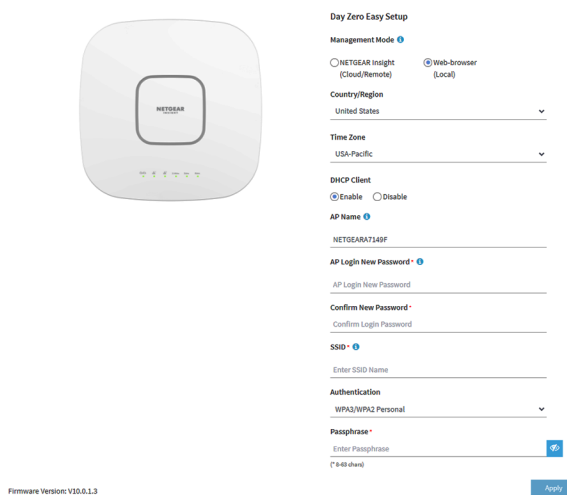 NETGEAR
Day Zero Easy Setup
Management Mode
NETGEAR Insight
(Cloud/Remote)
Web-browser
(Local)
Country/Region
United States
Time Zone
USA-Pacific
DHCP Client
Enable
Disable
AP Name
NETGEARA7149F
AP Login New Password *
AP Login New Password
Confirm New Password *
Confirm Login Password
SSID *
Enter SSID Name
Authentication
WPA3/WPA2 Personal
Passphrase *
Enter Passphrase
(* 8-63 chars)
Apply
Firmware Version: V10.0.1.3